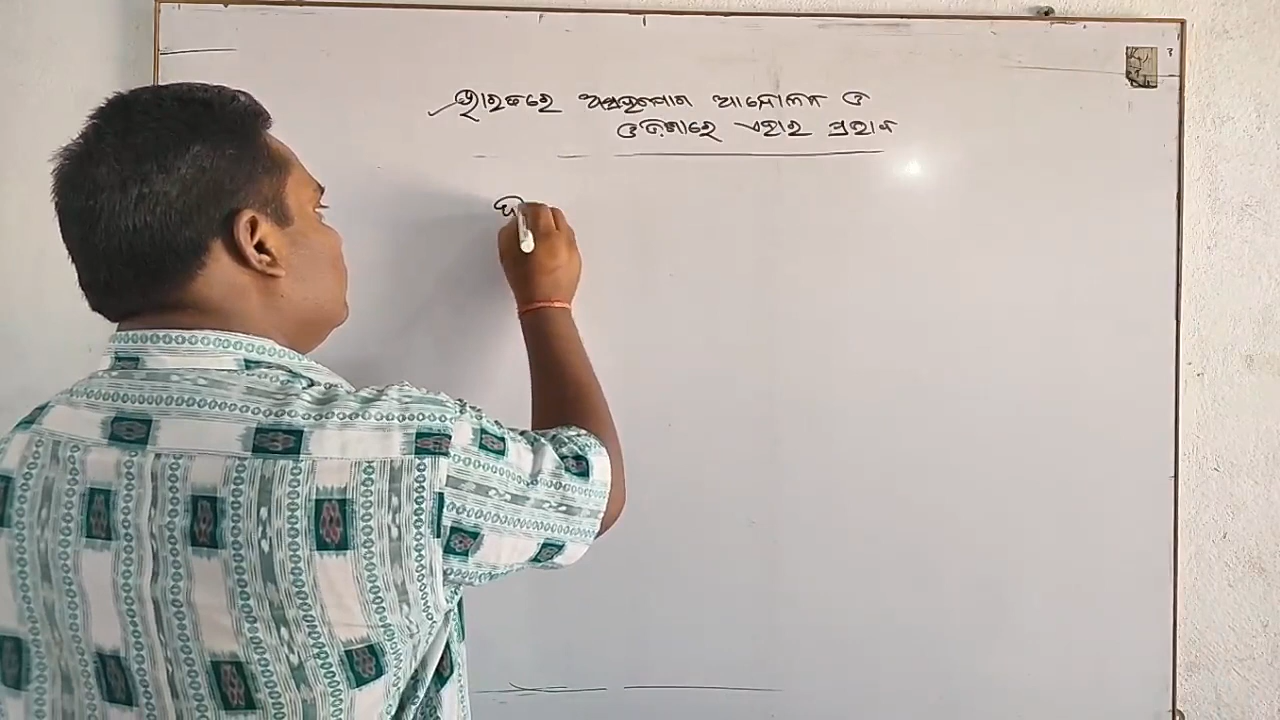 ଭାରତରେ ଅସହଯୋଗ ଆନ୍ଦୋଳନ ଓ
ଓଡ଼ିଶାରେ ଏହାର ପ୍ରଭାବ